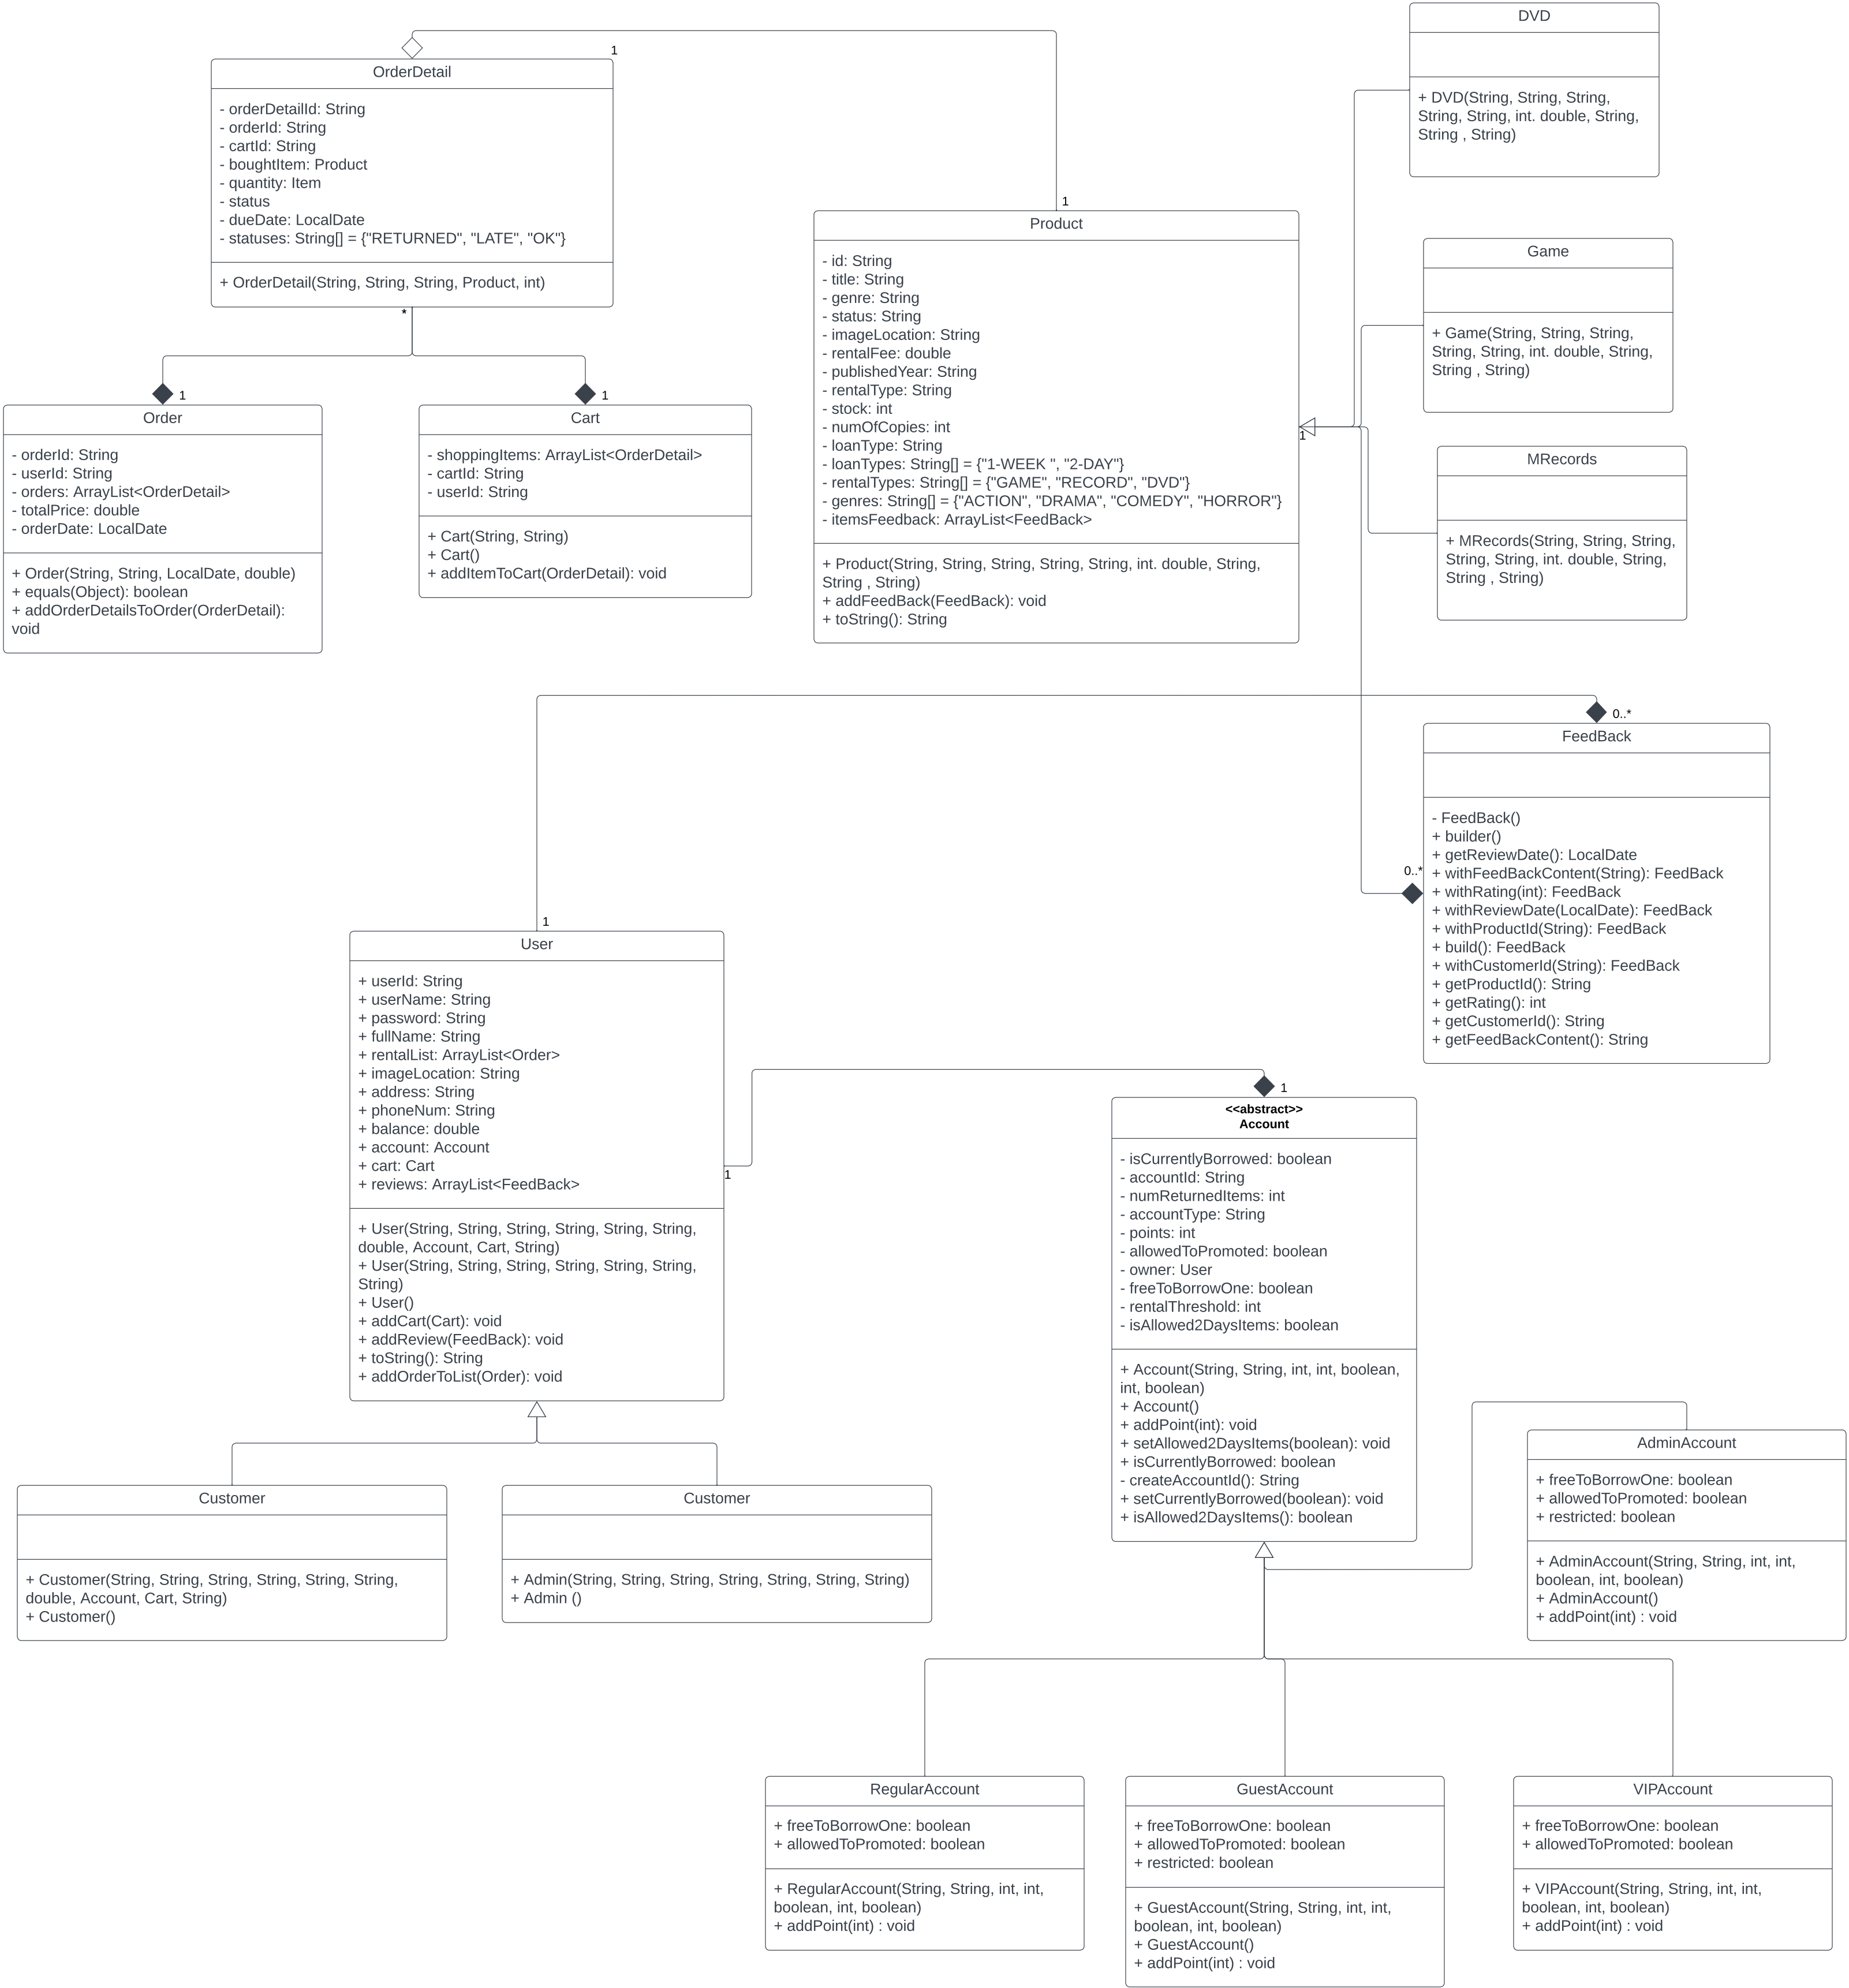 DVD
+ DVD(String, String, String,
String, String, int. double, String,
String , String)
1
OrderDetail
- orderDetailId: String
- orderId: String
- cartId: String
- boughtItem: Product
- quantity: Item
- status
- dueDate: LocalDate
- statuses: String[] = {"RETURNED", "LATE", "OK"}
+ OrderDetail(String, String, String, Product, int)
*
1
Product
- id: String
- title: String
- genre: String
- status: String
- imageLocation: String
- rentalFee: double
- publishedYear: String
- rentalType: String
- stock: int
- numOfCopies: int
- loanType: String
- loanTypes: String[] = {"1-WEEK ", "2-DAY"}
- rentalTypes: String[] = {"GAME", "RECORD", "DVD"}
- genres: String[] = {"ACTION", "DRAMA", "COMEDY", "HORROR"}
- itemsFeedback: ArrayList<FeedBack>
+ Product(String, String, String, String, String, int. double, String,
String , String)
+ addFeedBack(FeedBack): void
+ toString(): String
1
Game
+ Game(String, String, String,
String, String, int. double, String,
String , String)
MRecords
+ MRecords(String, String, String,
String, String, int. double, String,
String , String)
1
Order
- orderId: String
- userId: String
- orders: ArrayList<OrderDetail>
- totalPrice: double
- orderDate: LocalDate
+ Order(String, String, LocalDate, double)
+ equals(Object): boolean
+ addOrderDetailsToOrder(OrderDetail):
void
1
Cart
- shoppingItems: ArrayList<OrderDetail>
- cartId: String
- userId: String
+ Cart(String, String)
+ Cart()
+ addItemToCart(OrderDetail): void
0..*
FeedBack
0..*
- FeedBack()
+ builder()
+ getReviewDate(): LocalDate
+ withFeedBackContent(String): FeedBack
+ withRating(int): FeedBack
+ withReviewDate(LocalDate): FeedBack
+ withProductId(String): FeedBack
+ build(): FeedBack
+ withCustomerId(String): FeedBack
+ getProductId(): String
+ getRating(): int
+ getCustomerId(): String
+ getFeedBackContent(): String
1
User
+ userId: String
+ userName: String
+ password: String
+ fullName: String
+ rentalList: ArrayList<Order>
+ imageLocation: String
+ address: String
+ phoneNum: String
+ balance: double
+ account: Account
+ cart: Cart
+ reviews: ArrayList<FeedBack>
+ User(String, String, String, String, String, String,
double, Account, Cart, String)
+ User(String, String, String, String, String, String,
String)
+ User()
+ addCart(Cart): void
+ addReview(FeedBack): void
+ toString(): String
+ addOrderToList(Order): void
1
1
<<abstract>>
Account
- isCurrentlyBorrowed: boolean
- accountId: String
- numReturnedItems: int
- accountType: String
- points: int
- allowedToPromoted: boolean
- owner: User
- freeToBorrowOne: boolean
- rentalThreshold: int
- isAllowed2DaysItems: boolean
+ Account(String, String, int, int, boolean,
int, boolean)
+ Account()
+ addPoint(int): void
+ setAllowed2DaysItems(boolean): void
+ isCurrentlyBorrowed: boolean
- createAccountId(): String
+ setCurrentlyBorrowed(boolean): void
+ isAllowed2DaysItems(): boolean
AdminAccount
+ freeToBorrowOne: boolean
+ allowedToPromoted: boolean
+ restricted: boolean
+ AdminAccount(String, String, int, int,
boolean, int, boolean)
+ AdminAccount()
+ addPoint(int) : void
Customer
+ Customer(String, String, String, String, String, String,
double, Account, Cart, String)
+ Customer()
Customer
+ Admin(String, String, String, String, String, String, String)
+ Admin ()
RegularAccount
+ freeToBorrowOne: boolean
+ allowedToPromoted: boolean
+ RegularAccount(String, String, int, int,
boolean, int, boolean)
+ addPoint(int) : void
GuestAccount
+ freeToBorrowOne: boolean
+ allowedToPromoted: boolean
+ restricted: boolean
+ GuestAccount(String, String, int, int,
boolean, int, boolean)
+ GuestAccount()
+ addPoint(int) : void
VIPAccount
+ freeToBorrowOne: boolean
+ allowedToPromoted: boolean
+ VIPAccount(String, String, int, int,
boolean, int, boolean)
+ addPoint(int) : void